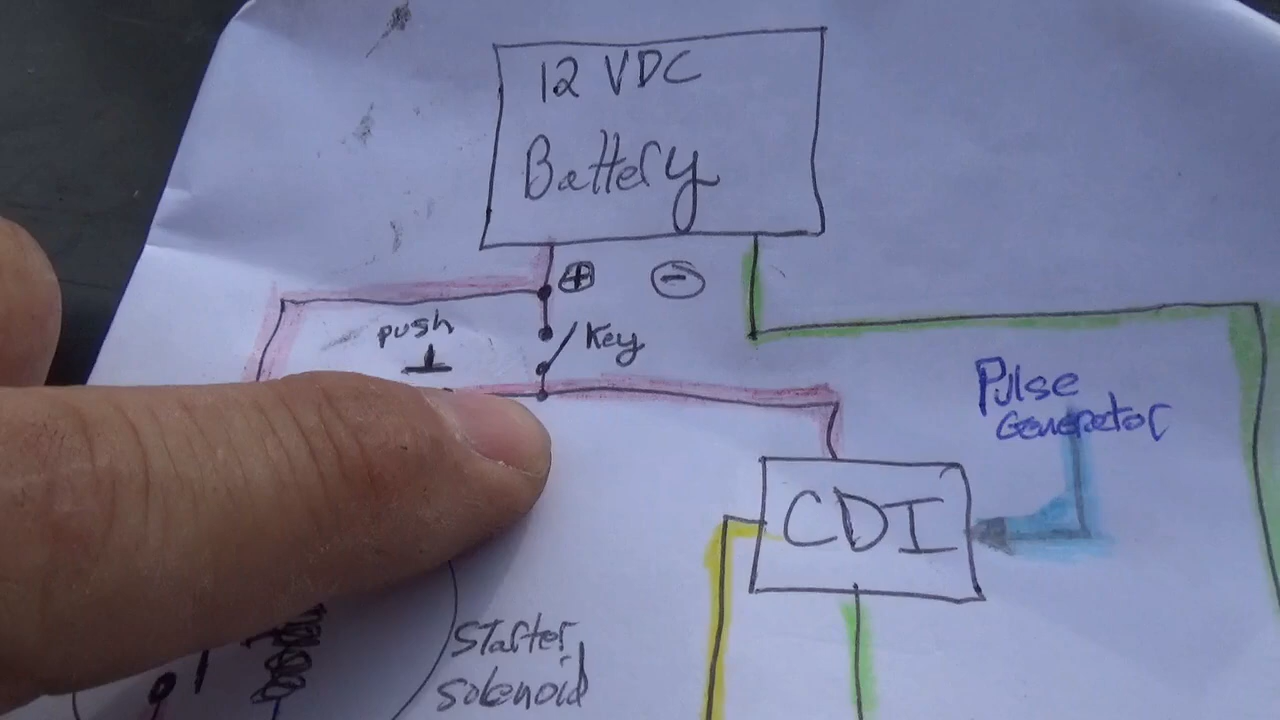 12 VDC
Battery
+
-
push
Key
Pulse
Generator
CDI
Starter
Solenoid